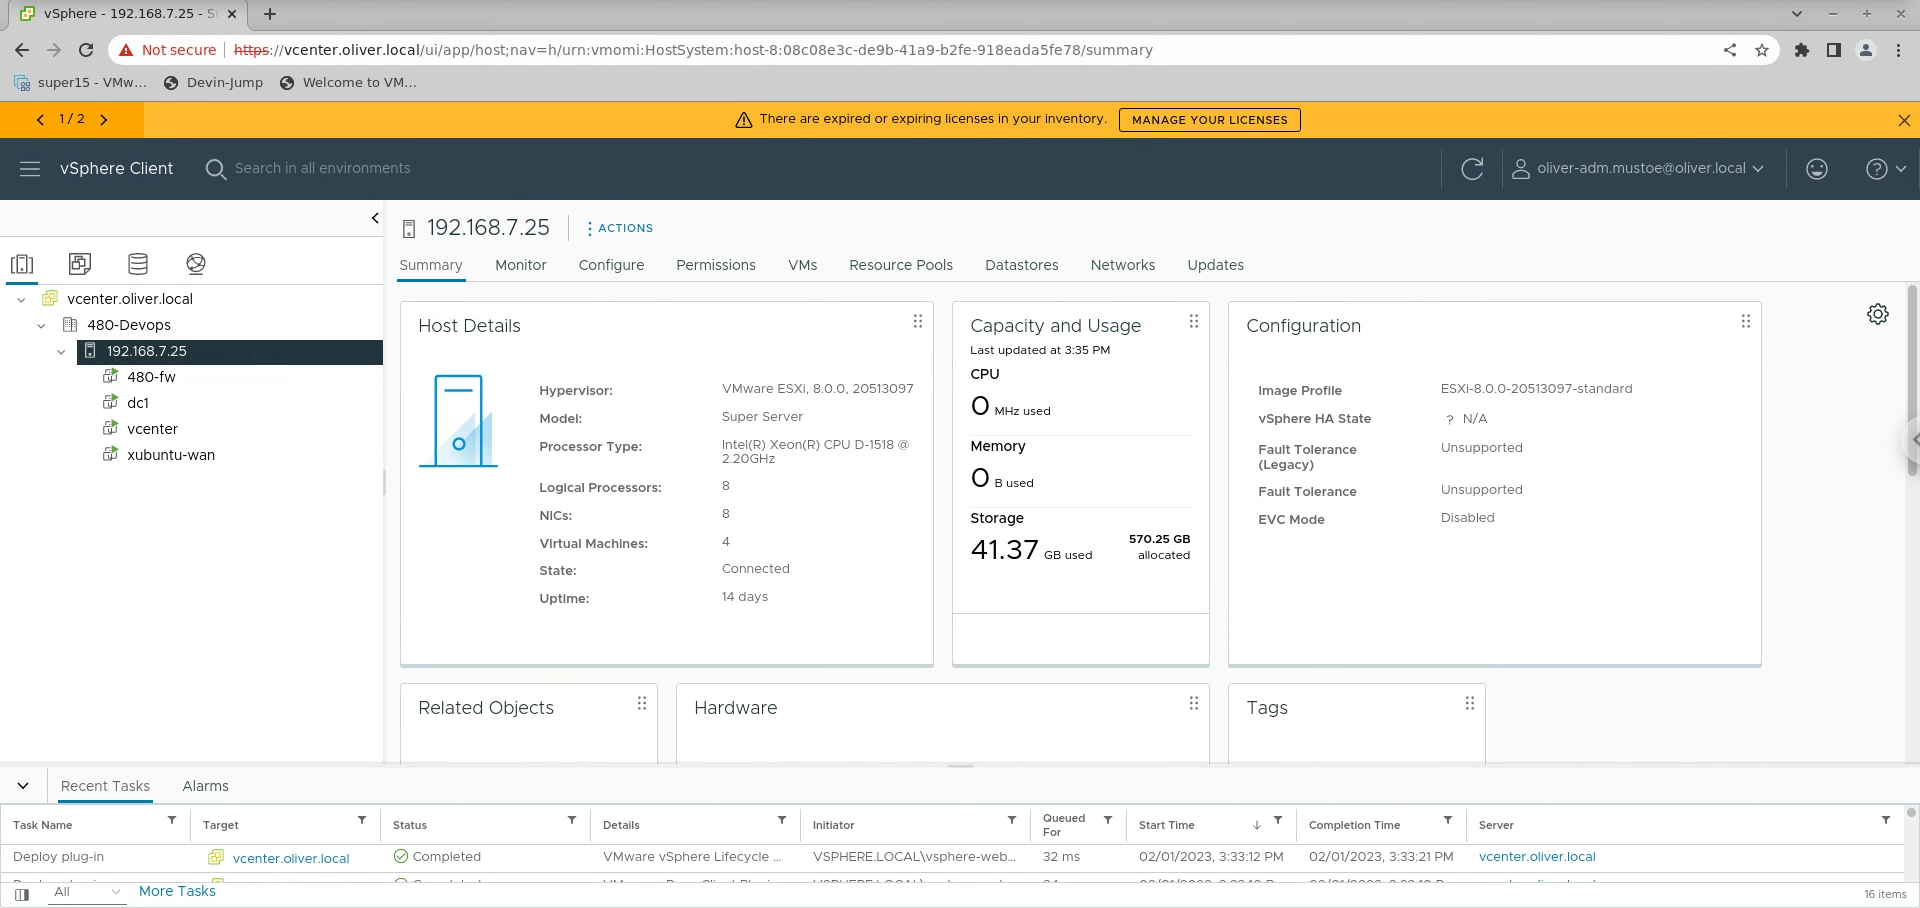 vSphere - 192.168.7.25 - S
Not secure
https://vcenter.oliver.local/ui/app/host;nav=h/urn:vmomi:HostSystem:host-8:08c08e3c-de9b-41a9-b2fe-918eada5fe78/summary
super15 - VMw...
Devin-Jump
Welcome to VM...
1 / 2
There are expired or expiring licenses in your inventory.
MANAGE YOUR LICENSES
vSphere Client
Search in all environments
oliver-adm.mustoe@oliver.local
vcenter.oliver.local
480-Devops
192.168.7.25
480-fw
dc1
vcenter
xubuntu-wan
192.168.7.25
ACTIONS
Summary Monitor Configure Permissions VMs Resource Pools Datastores Networks Updates
Host Details
Hypervisor: VMware ESXi, 8.0.0, 20513097
Model: Super Server
Processor Type: Intel(R) Xeon(R) CPU D-1518 @
2.20GHz
Logical Processors: 8
NICs: 8
Virtual Machines: 4
State: Connected
Uptime: 14 days
Capacity and Usage
Last updated at 3:35 PM
CPU
0 MHz used
Memory
0 B used
Storage
41.37 GB used
570.25 GB
allocated
Configuration
Image Profile ESXi-8.0.0-20513097-standard
vSphere HA State ? N/A
Fault Tolerance
(Legacy)
Unsupported
Fault Tolerance Unsupported
EVC Mode Disabled
Related Objects
Hardware
Tags
Recent Tasks Alarms
Task Name Target Status Details Initiator Queued
For
Start Time Completion Time Server
Deploy plug-in vcenter.oliver.local Completed VMware vSphere Lifecycle ... VSPHERE.LOCAL\vsphere-web... 32 ms 02/01/2023, 3:33:12 PM 02/01/2023, 3:33:21 PM vcenter.oliver.local
All More Tasks
16 items